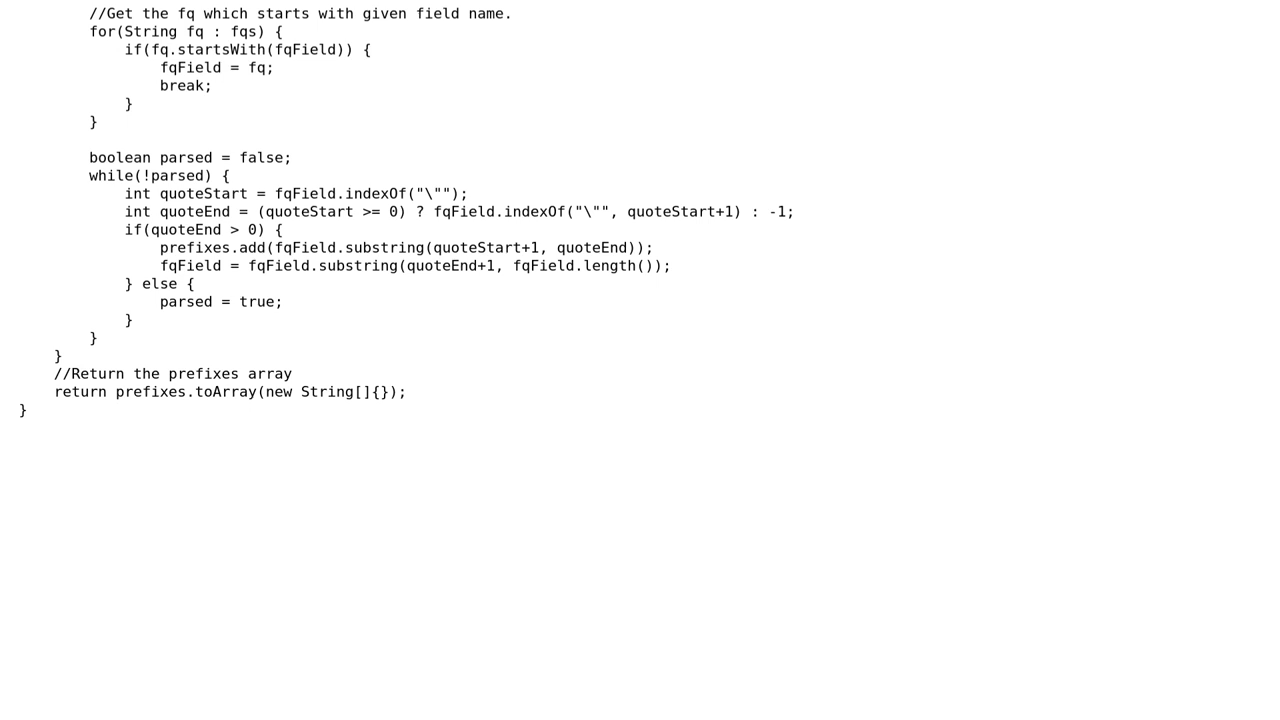 //Get the fq which starts with given field name.
        for(String fq : fqs) {
            if(fq.startsWith(fqField)) {
                fqField = fq;
                break;
            }
        }

        boolean parsed = false;
        while(!parsed) {
            int quoteStart = fqField.indexOf("\"");
            int quoteEnd = (quoteStart >= 0) ? fqField.indexOf("\"", quoteStart+1) : -1;
            if(quoteEnd > 0) {
                prefixes.add(fqField.substring(quoteStart+1, quoteEnd));
                fqField = fqField.substring(quoteEnd+1, fqField.length());
            } else {
                parsed = true;
            }
        }
    }
    //Return the prefixes array
    return prefixes.toArray(new String[]{});
}